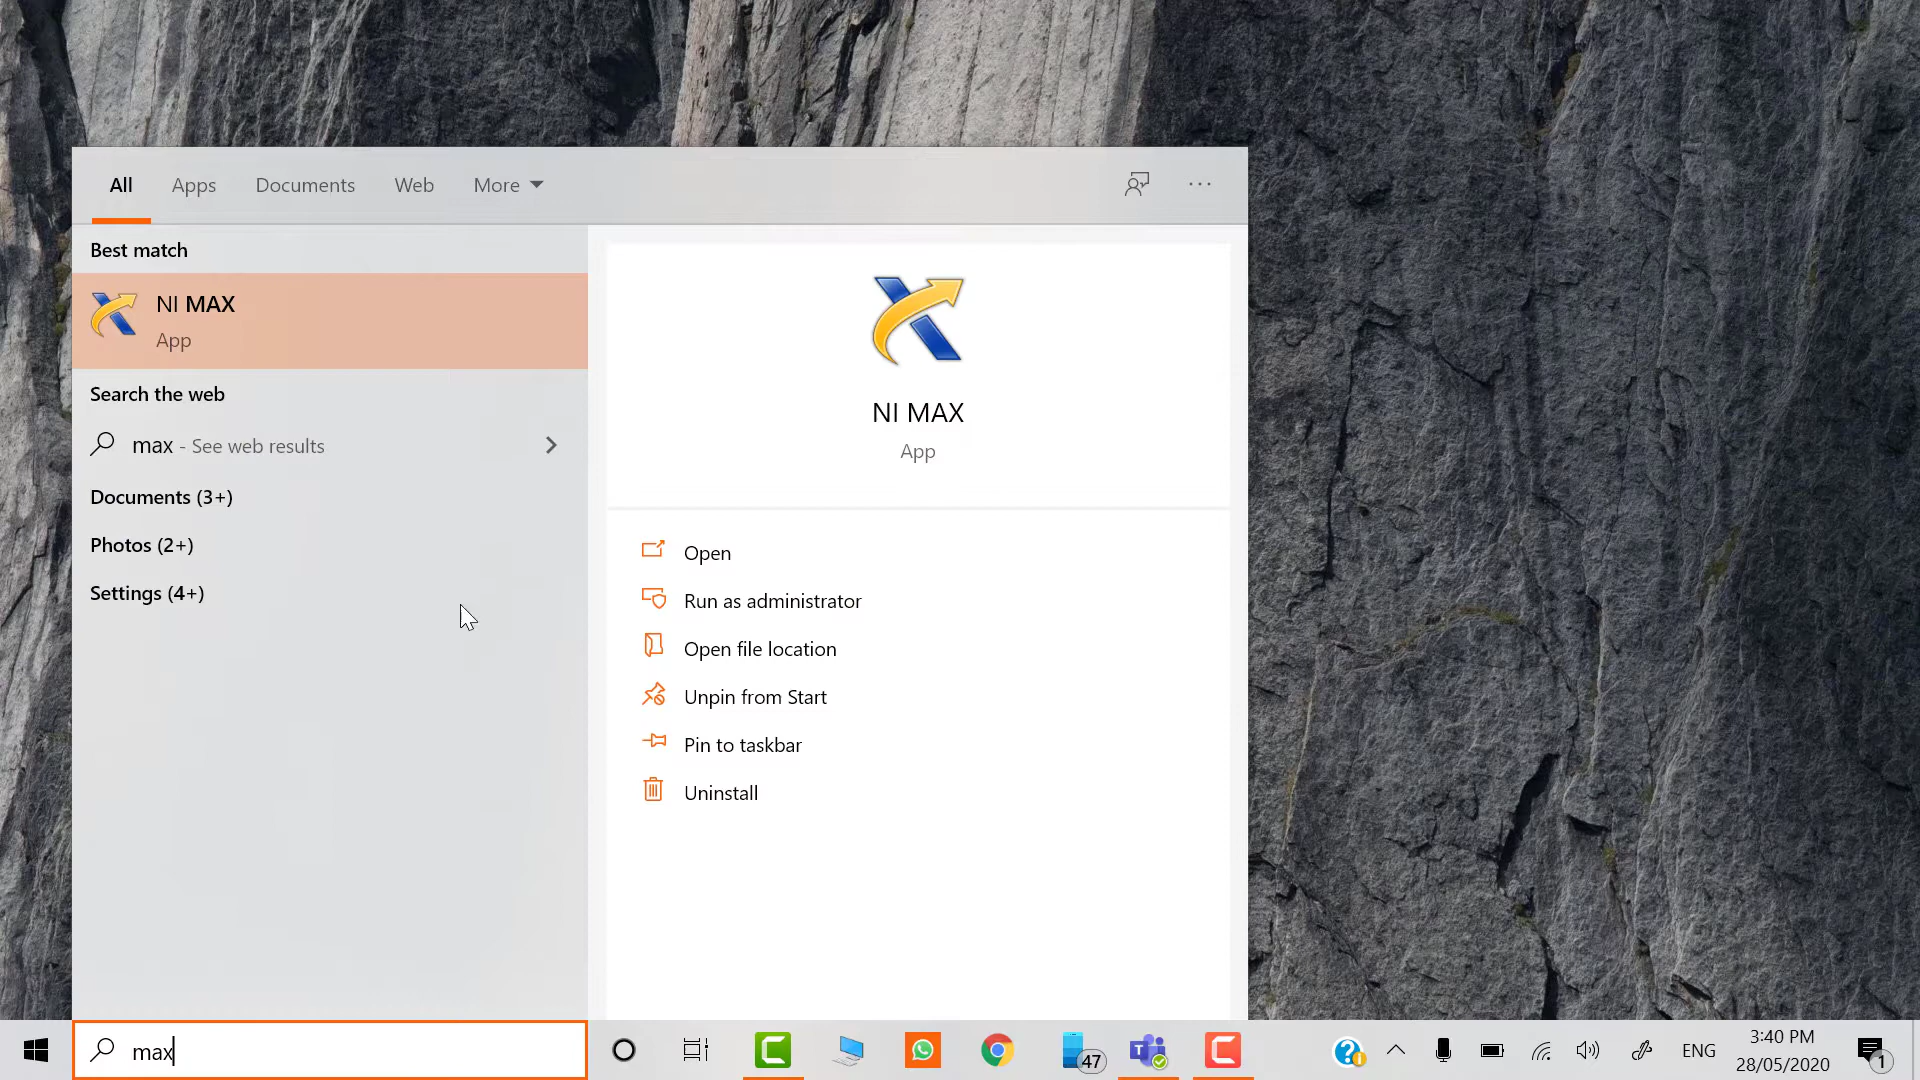 All Apps Documents Web More
Best match
NI MAX
App
Search the web
max - See web results
Documents (3+)
Photos (2+)
Settings (4+)
NI MAX
App
Open
Run as administrator
Open file location
Unpin from Start
Pin to taskbar
Uninstall
max
47
ENG
3:40 PM
28/05/2020
1